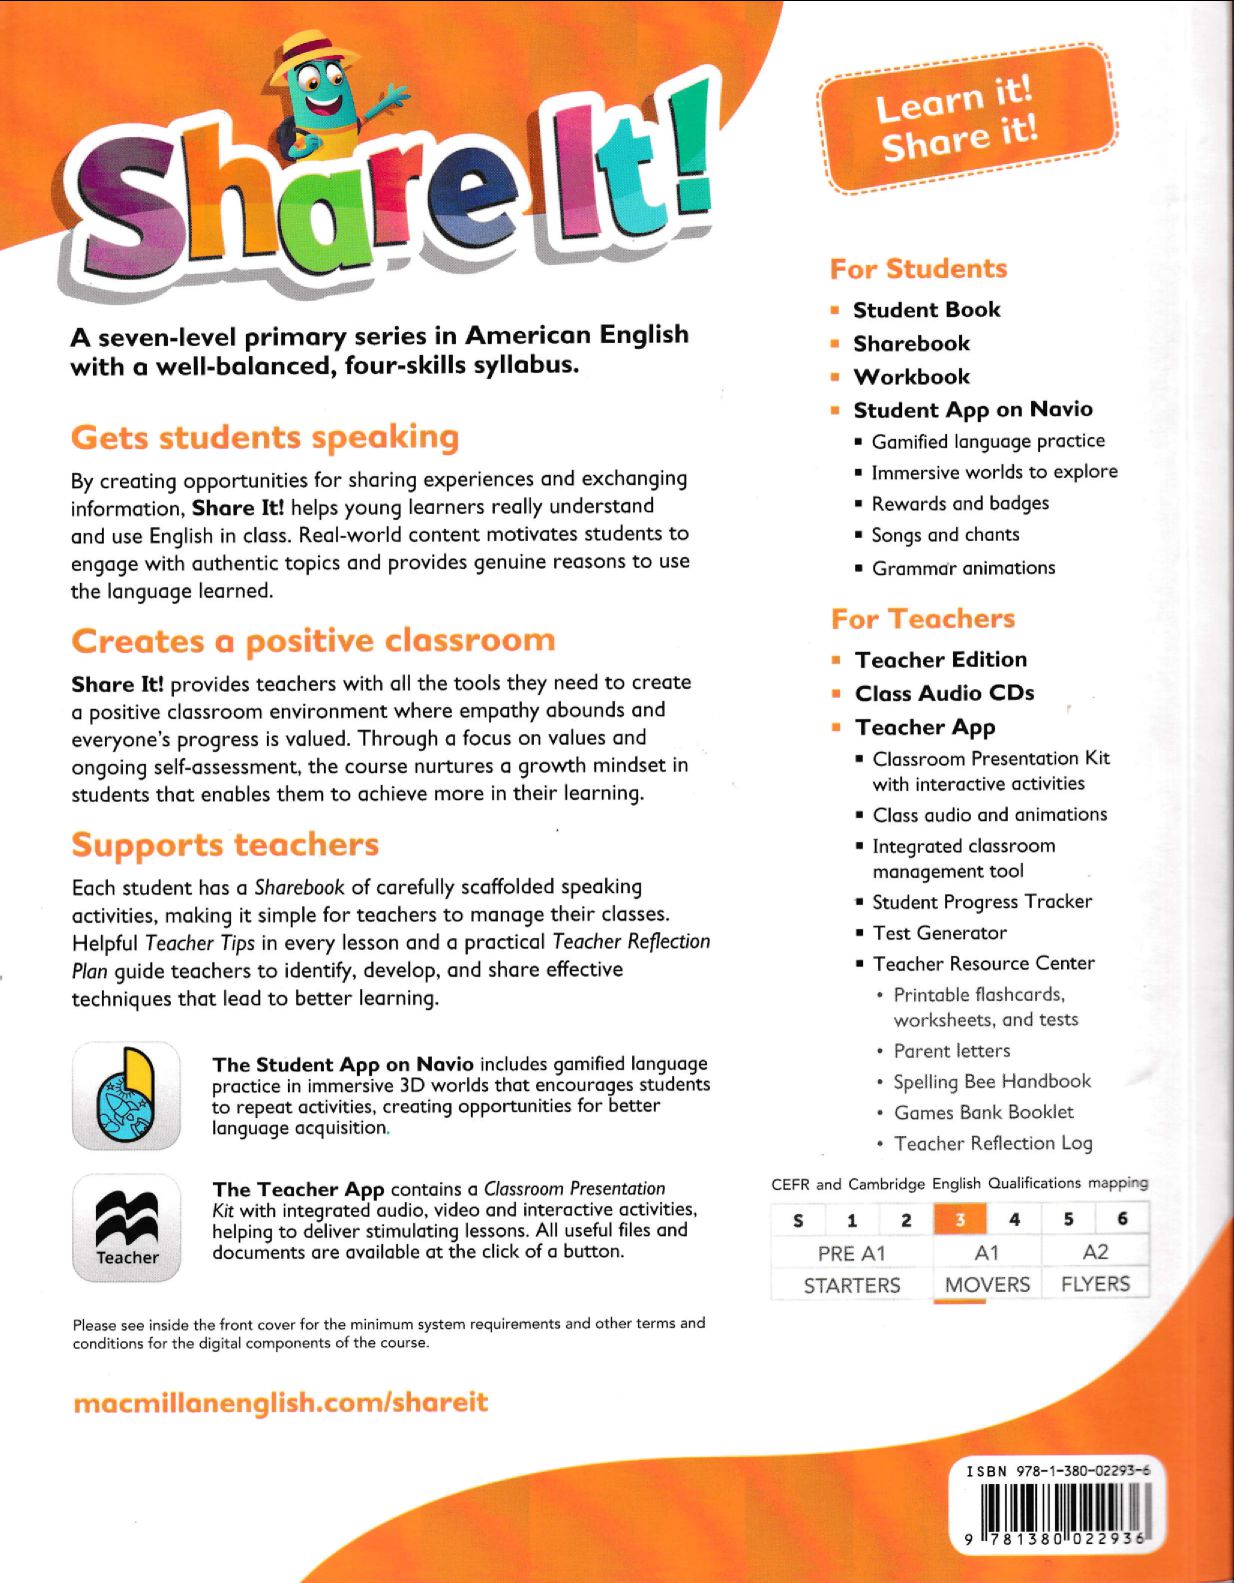 Share It!
Learn it!
Share it!
A seven-level primary series in American English
with a well-balanced, four-skills syllabus.
Gets students speaking
By creating opportunities for sharing experiences and exchanging
information, Share It! helps young learners really understand
and use English in class. Real-world content motivates students to
engage with authentic topics and provides genuine reasons to use
the language learned.
Creates a positive classroom
Share It! provides teachers with all the tools they need to create
a positive classroom environment where empathy abounds and
everyone's progress is valued. Through a focus on values and
ongoing self-assessment, the course nurtures a growth mindset in
students that enables them to achieve more in their learning.
Supports teachers
Each student has a Sharebook of carefully scaffolded speaking
activities, making it simple for teachers to manage their classes.
Helpful Teacher Tips in every lesson and a practical Teacher Reflection
Plan guide teachers to identify, develop, and share effective
techniques that lead to better learning.
The Student App on Navio includes gamified language
practice in immersive 3D worlds that encourages students
to repeat activities, creating opportunities for better
language acquisition.
Teacher
The Teacher App contains a Classroom Presentation
Kit with integrated audio, video and interactive activities,
helping to deliver stimulating lessons. All useful files and
documents are available at the click of a button.
Please see inside the front cover for the minimum system requirements and other terms and
conditions for the digital components of the course.
macmillanenglish.com/shareit
For Students
▪ Student Book
▪ Sharebook
▪ Workbook
▪ Student App on Navio
▪ Gamified language practice
▪ Immersive worlds to explore
▪ Rewards and badges
▪ Songs and chants
▪ Grammar animations
For Teachers
▪ Teacher Edition
▪ Class Audio CDs
▪ Teacher App
▪ Classroom Presentation Kit
with interactive activities
▪ Class audio and animations
▪ Integrated classroom
management tool
▪ Student Progress Tracker
▪ Test Generator
▪ Teacher Resource Center
• Printable flashcards,
worksheets, and tests
• Parent letters
• Spelling Bee Handbook
• Games Bank Booklet
• Teacher Reflection Log
CEFR and Cambridge English Qualifications mapping
S 1 2 3 4 5 6
PRE A1 A1 A2
STARTERS MOVERS FLYERS
ISBN 978-1-380-02293-6
9 781380 022936